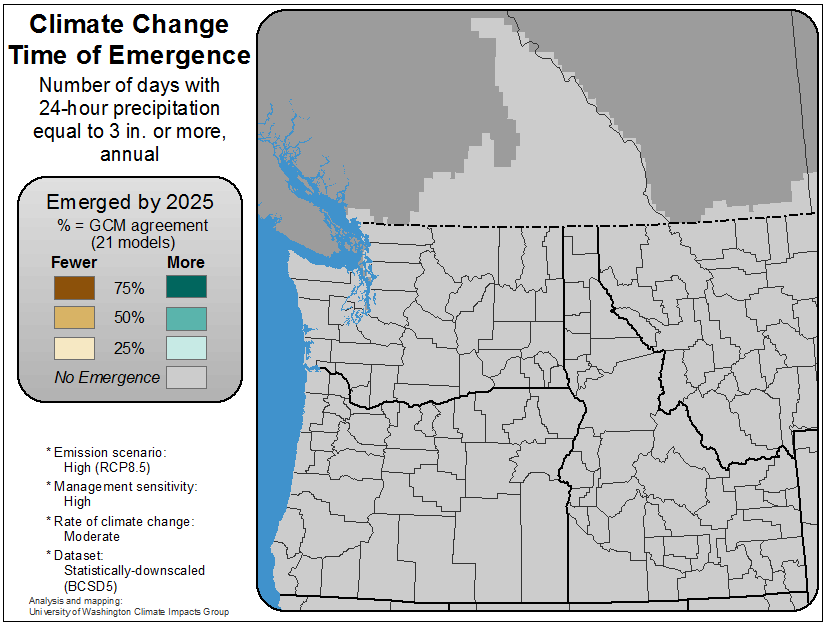 Climate Change
Time of Emergence
Number of days with
24-hour precipitation
equal to 3 in. or more,
annual
Emerged by 2025
% = GCM agreement
(21 models)
Fewer More
75%
50%
25%
No Emergence
* Emission scenario:
High (RCP8.5)
* Management sensitivity:
High
* Rate of climate change:
Moderate
* Dataset:
Statistically-downscaled
(BCSD5)
Analysis and mapping:
University of Washington Climate Impacts Group